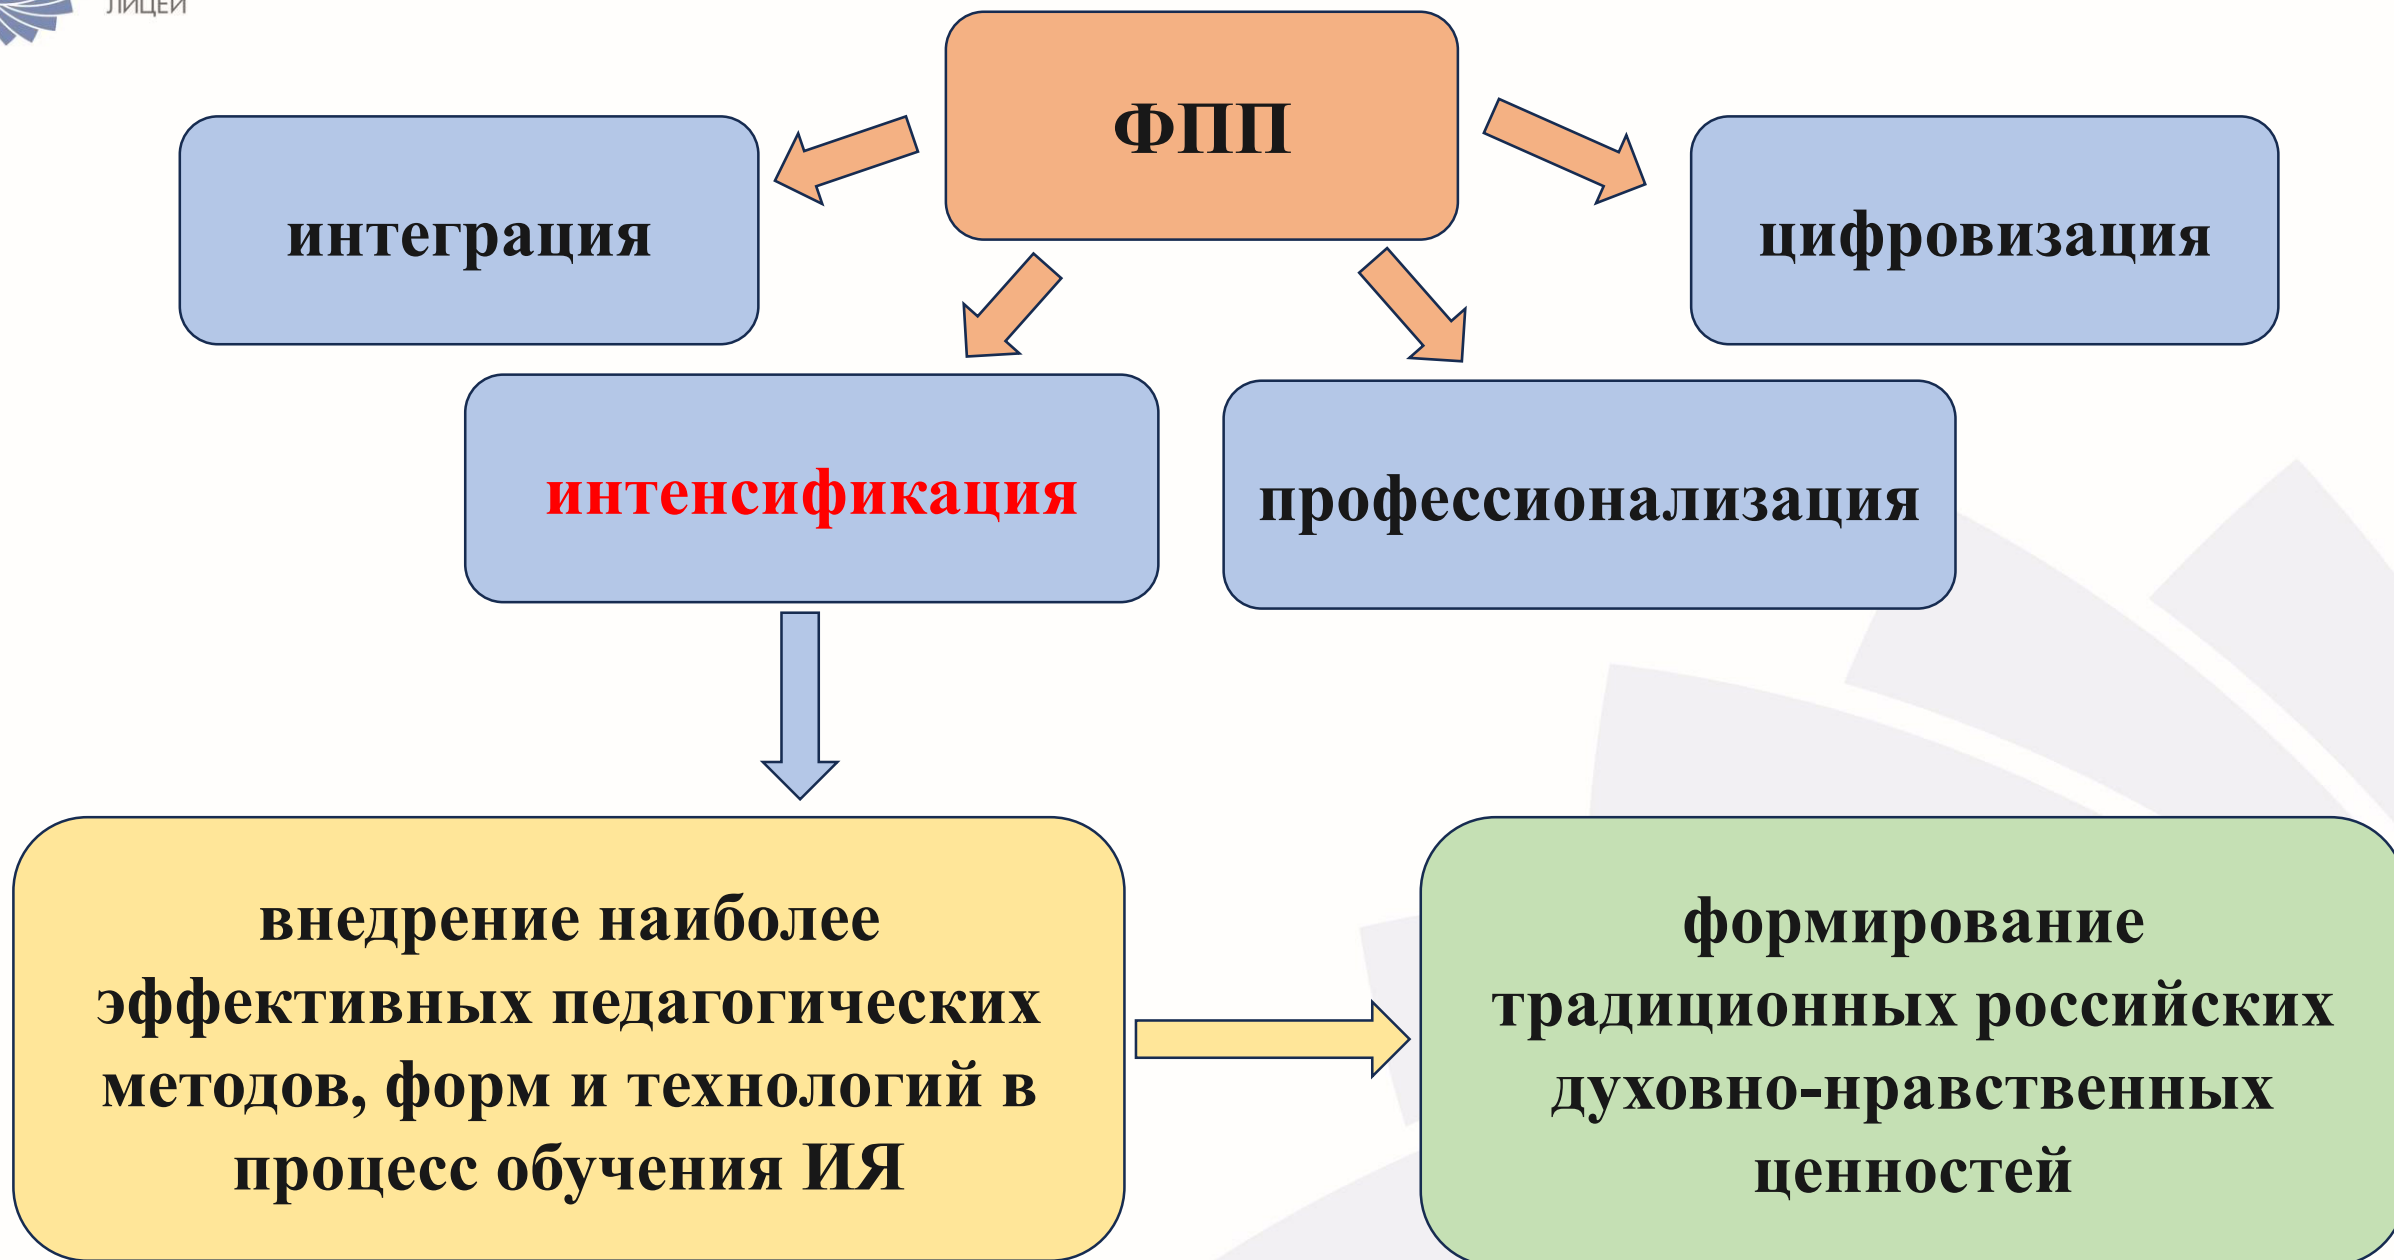 ЛИЦЕЙ
ФПП
интеграция
цифровизация
интенсификация
профессионализация
внедрение наиболее
эффективных педагогических
методов, форм и технологий в
процесс обучения ИЯ
формирование
традиционных российских
духовно-нравственных
ценностей